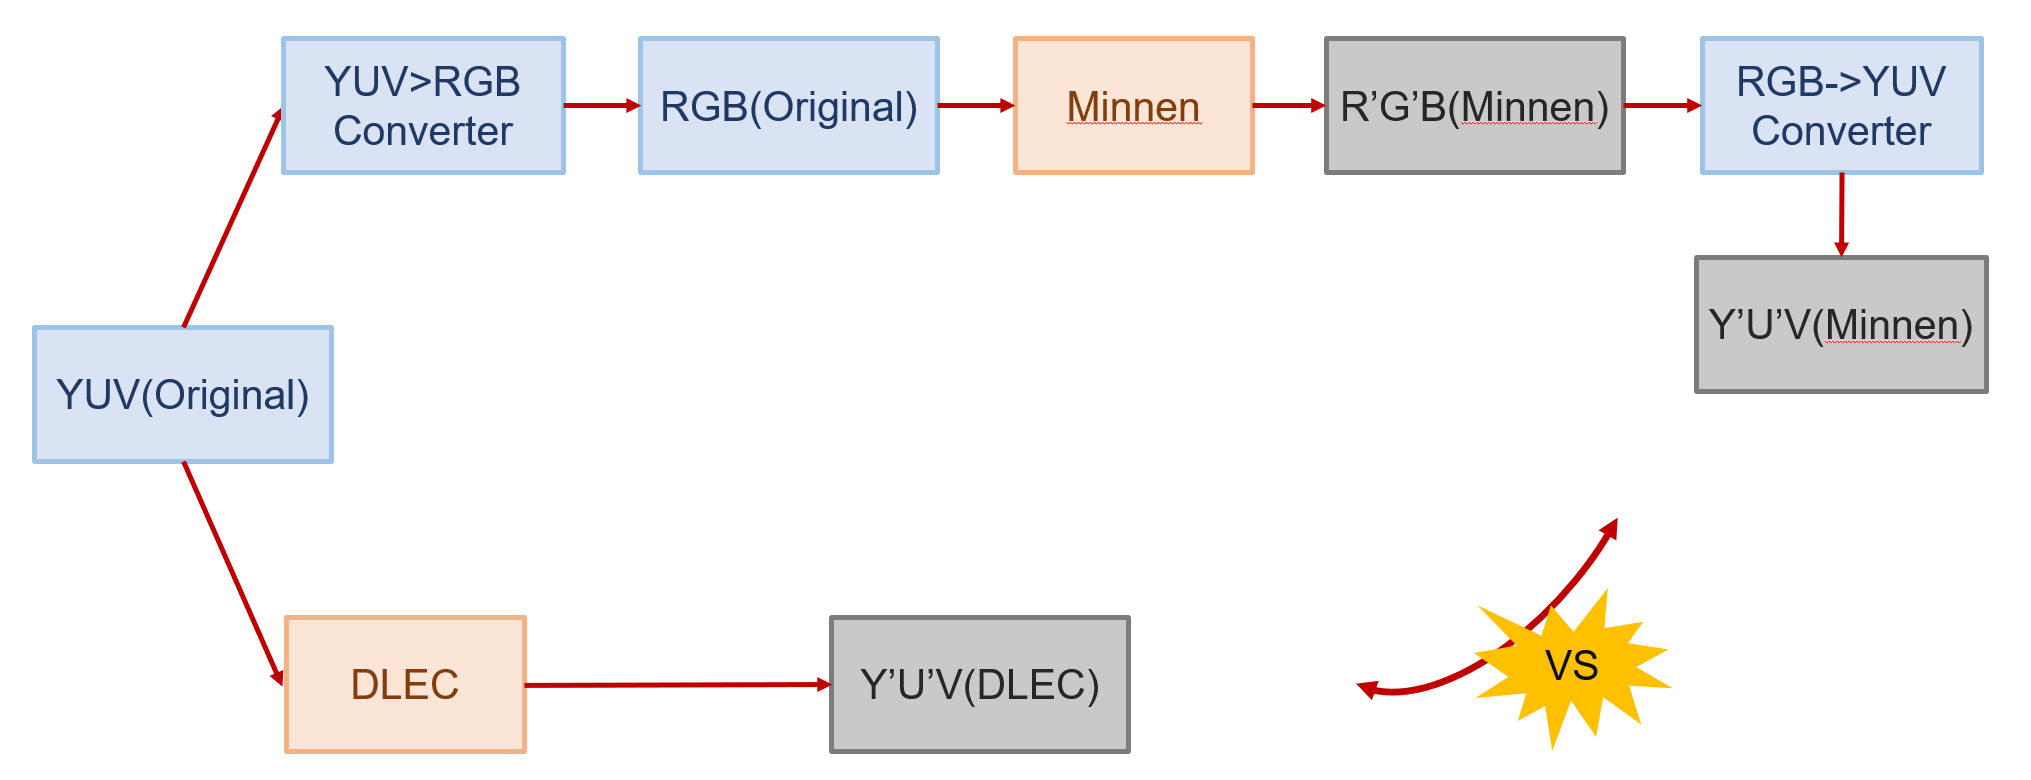 YUV>RGB
Converter
RGB(Original)
Minnen
R’G’B(Minnen)
RGB->YUV
Converter
Y’U’V(Minnen)
YUV(Original)
DLEC
Y’U’V(DLEC)
VS